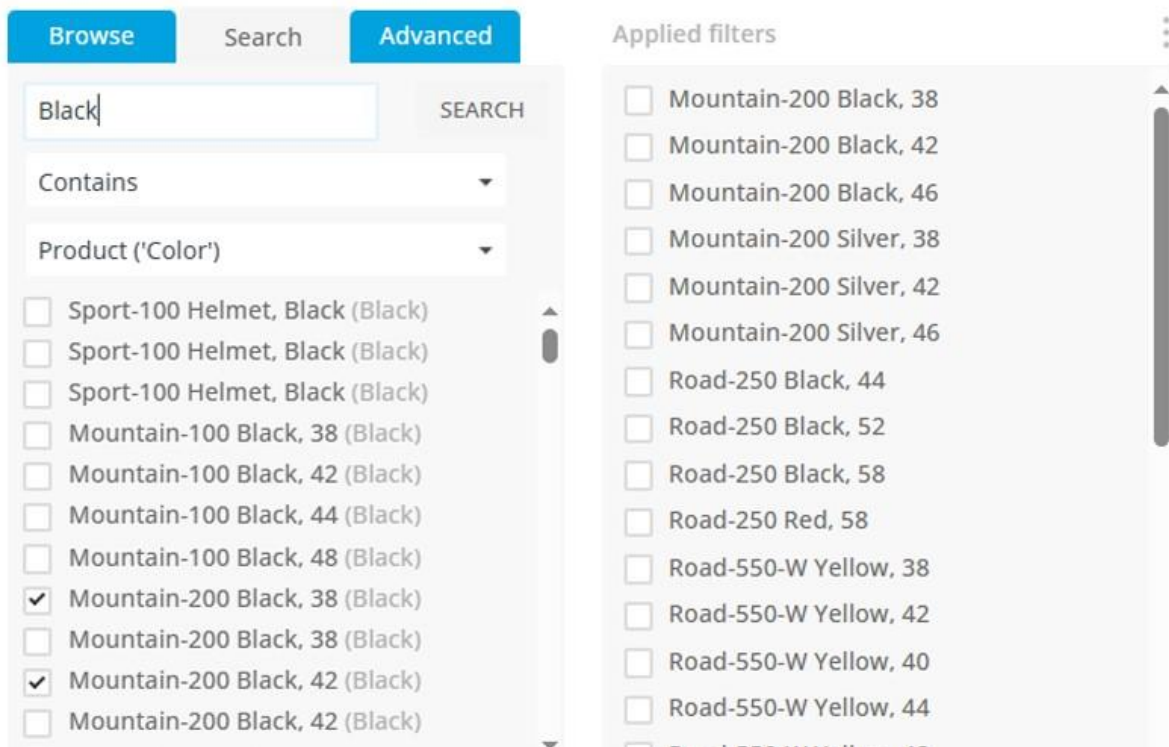 Browse
Search
Advanced
Black
SEARCH
Contains
Product ('Color')
Sport-100 Helmet, Black (Black)
Sport-100 Helmet, Black (Black)
Sport-100 Helmet, Black (Black)
Mountain-100 Black, 38 (Black)
Mountain-100 Black, 42 (Black)
Mountain-100 Black, 44 (Black)
Mountain-100 Black, 48 (Black)
Mountain-200 Black, 38 (Black)
Mountain-200 Black, 38 (Black)
Mountain-200 Black, 42 (Black)
Mountain-200 Black, 42 (Black)
Applied filters
Mountain-200 Black, 38
Mountain-200 Black, 42
Mountain-200 Black, 46
Mountain-200 Silver, 38
Mountain-200 Silver, 42
Mountain-200 Silver, 46
Road-250 Black, 44
Road-250 Black, 52
Road-250 Black, 58
Road-250 Red, 58
Road-550-W Yellow, 38
Road-550-W Yellow, 42
Road-550-W Yellow, 40
Road-550-W Yellow, 44